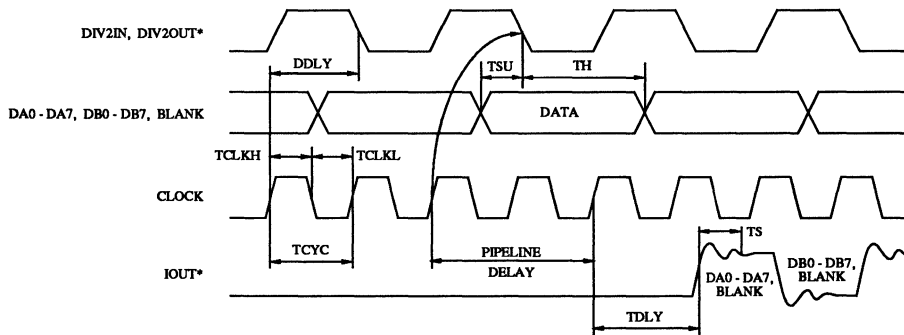 DIV2IN, DIV2OUT*
DDLY
TSU
TH
DA0 - DA7, DB0 - DB7, BLANK
DATA
TCLKH
TCLKL
CLOCK
TCYC
PIPELINE
DELAY
TS
IOUT*
DA0 - DA7,
BLANK
DB0 - DB7,
BLANK
TDLY